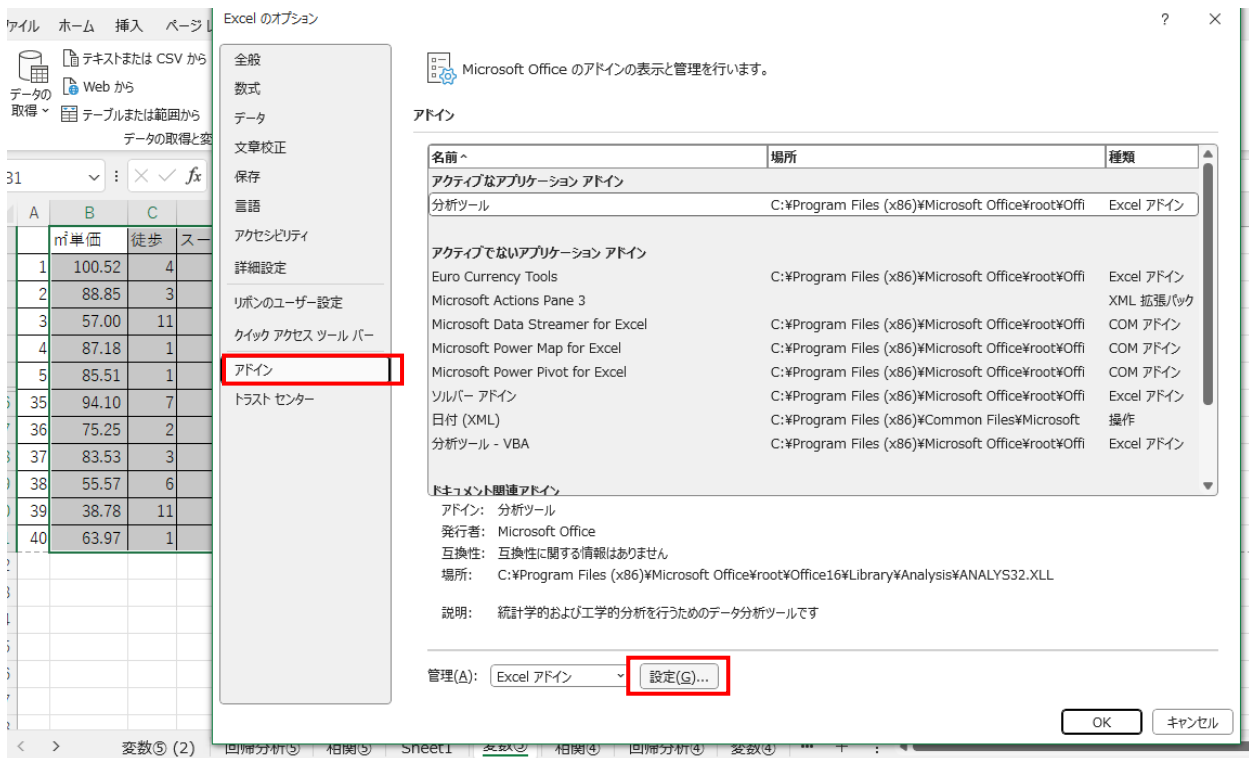 ファイル ホーム 挿入 ページ レ
データの取得
テキストまたは CSV から
Web から
テーブルまたは範囲から
データの取得と変
B1
fx
A B C
㎡単価 徒歩 スー
1 100.52 4
2 88.85 3
3 57.00 11
4 87.18 1
5 85.51 1
35 94.10 7
36 75.25 2
37 83.53 3
38 55.57 6
39 38.78 11
40 63.97 1
Excel のオプション ? ×
全般
数式
データ
文章校正
保存
言語
アクセシビリティ
詳細設定
リボンのユーザー設定
クイック アクセス ツール バー
アドイン
トラスト センター
Microsoft Office のアドインの表示と管理を行います。
アドイン
名前 場所 種類
アクティブなアプリケーション アドイン
分析ツール C:¥Program Files (x86)¥Microsoft Office¥root¥Offi Excel アドイン
アクティブでないアプリケーション アドイン
Euro Currency Tools C:¥Program Files (x86)¥Microsoft Office¥root¥Offi Excel アドイン
Microsoft Actions Pane 3 XML 拡張パック
Microsoft Data Streamer for Excel C:¥Program Files (x86)¥Microsoft Office¥root¥Offi COM アドイン
Microsoft Power Map for Excel C:¥Program Files (x86)¥Microsoft Office¥root¥Offi COM アドイン
Microsoft Power Pivot for Excel C:¥Program Files (x86)¥Microsoft Office¥root¥Offi COM アドイン
ソルバー アドイン C:¥Program Files (x86)¥Microsoft Office¥root¥Offi Excel アドイン
日付 (XML) C:¥Program Files (x86)¥Common Files¥Microsoft 操作
分析ツール - VBA C:¥Program Files (x86)¥Microsoft Office¥root¥Offi Excel アドイン
ドキュメント関連アドイン
アドイン: 分析ツール
発行者: Microsoft Office
互換性: 互換性に関する情報はありません
場所: C:¥Program Files (x86)¥Microsoft Office¥root¥Office16¥Library¥Analysis¥ANALYS32.XLL
説明: 統計学的および工学的分析を行うためのデータ分析ツールです
管理(A): Excel アドイン 設定(G)...
OK キャンセル
変数⑤ (2) 回帰分析⑤ 相関⑤ Sheet1 相関④ 回帰分析④ 変数④ ... + :